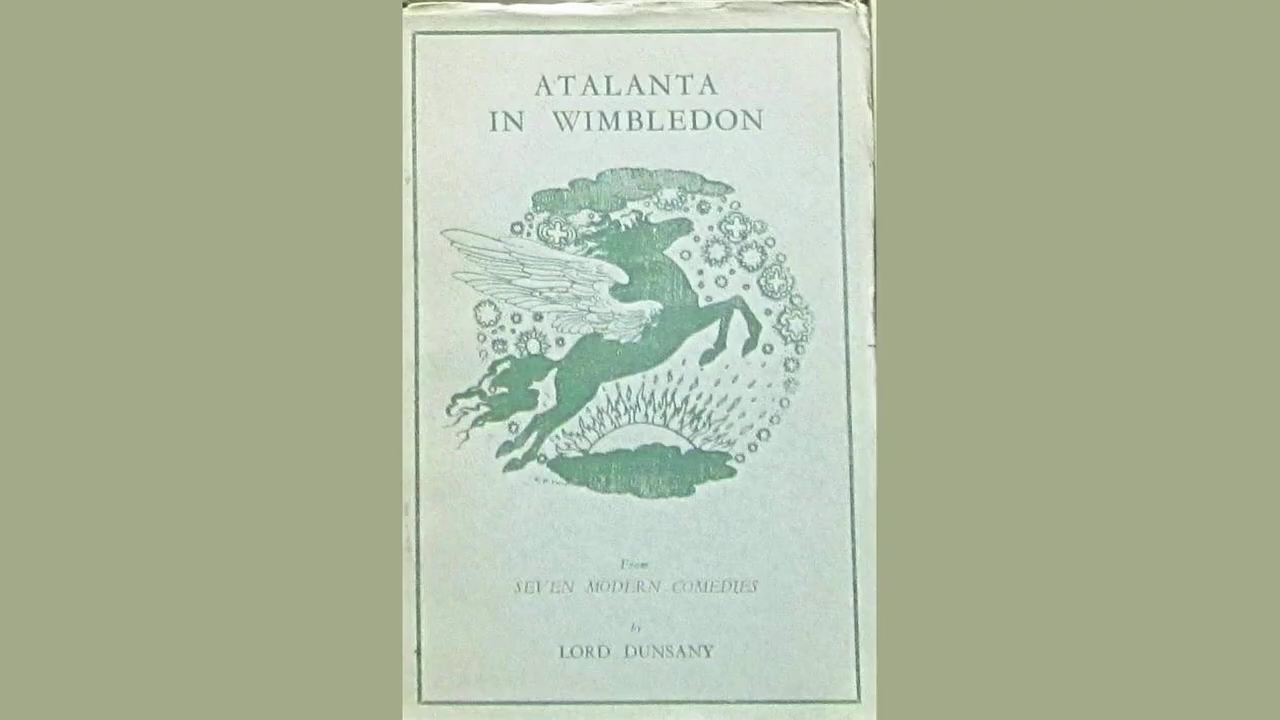 ATALANTA
IN WIMBLEDON
From
SEVEN MODERN COMEDIES
by
LORD DUNSANY